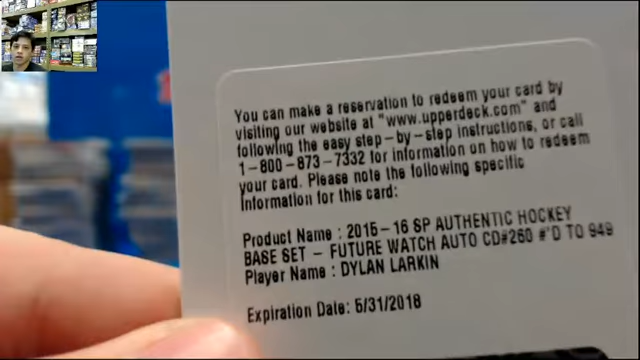 You can make a reservation to redeem your card by
visiting our website at "www.upperdeck.com" and
following the easy step-by-step instructions, or call
1-800-873-7332 for information on how to redeem
your card. Please note the following specific
information for this card:
Product Name : 2015-16 SP AUTHENTIC HOCKEY
BASE SET - FUTURE WATCH AUTO CD#260 #'D TO 949
Player Name : DYLAN LARKIN
Expiration Date: 5/31/2018